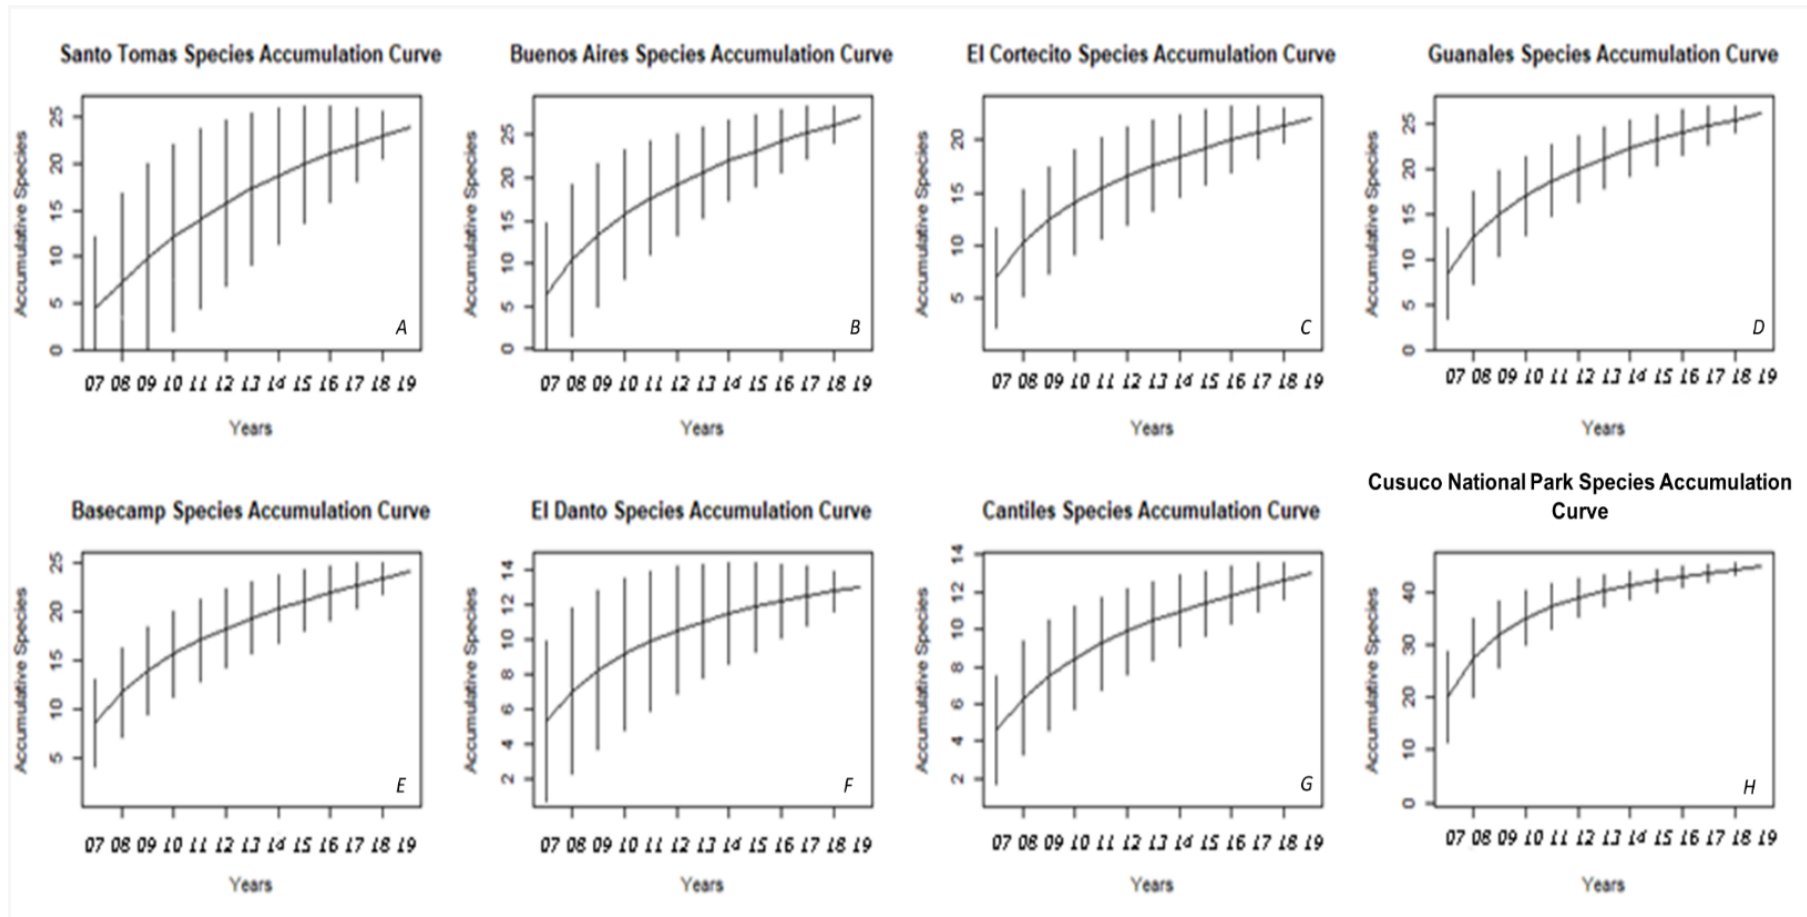 Santo Tomas Species Accumulation Curve
Accumulative Species
25
20
15
10
5
0
A
07 08 09 10 11 12 13 14 15 16 17 18 19
Years
Buenos Aires Species Accumulation Curve
Accumulative Species
25
20
15
10
5
0
B
07 08 09 10 11 12 13 14 15 16 17 18 19
Years
El Cortecito Species Accumulation Curve
Accumulative Species
20
15
10
5
C
07 08 09 10 11 12 13 14 15 16 17 18 19
Years
Guanales Species Accumulation Curve
Accumulative Species
25
20
15
10
5
0
D
07 08 09 10 11 12 13 14 15 16 17 18 19
Years
Basecamp Species Accumulation Curve
Accumulative Species
25
20
15
10
5
E
07 08 09 10 11 12 13 14 15 16 17 18 19
Years
El Danto Species Accumulation Curve
Accumulative Species
14
12
10
8
6
4
2
F
07 08 09 10 11 12 13 14 15 16 17 18 19
Years
Cantiles Species Accumulation Curve
Accumulative Species
14
12
10
8
6
4
2
G
07 08 09 10 11 12 13 14 15 16 17 18 19
Years
Cusuco National Park Species Accumulation
Curve
Accumulative Species
40
30
20
10
0
H
07 08 09 10 11 12 13 14 15 16 17 18 19
Years